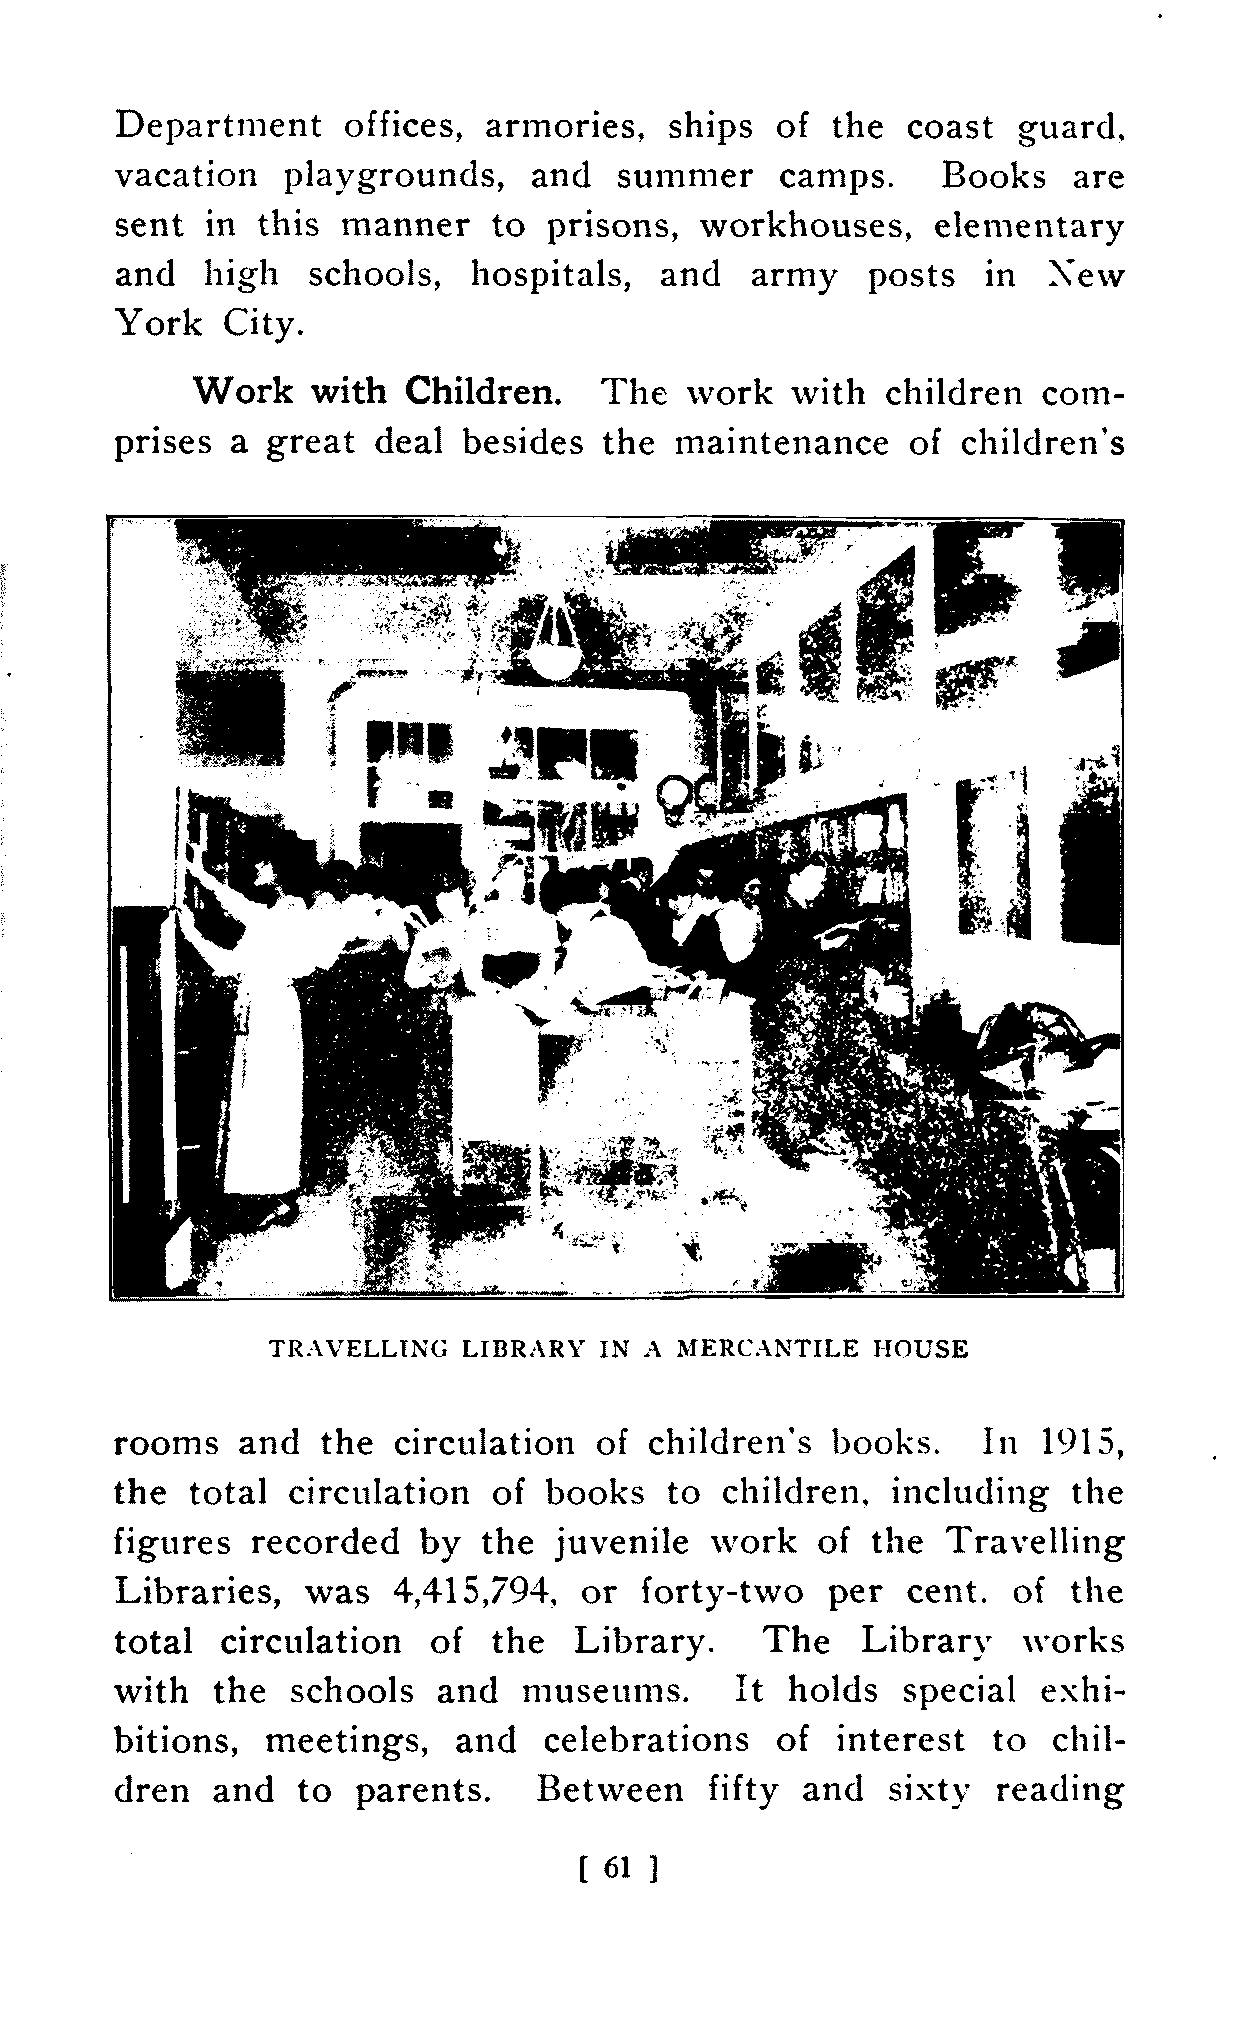 Department offices, armories, ships of the coast guard,
vacation playgrounds, and summer camps. Books are
sent in this manner to prisons, workhouses, elementary
and high schools, hospitals, and army posts in New
York City.
Work with Children. The work with children com-
prises a great deal besides the maintenance of children's
TRAVELLING LIBRARY IN A MERCANTILE HOUSE
rooms and the circulation of children's books. In 1915,
the total circulation of books to children, including the
figures recorded by the juvenile work of the Travelling
Libraries, was 4,415,794, or forty-two per cent. of the
total circulation of the Library. The Library works
with the schools and museums. It holds special exhi-
bitions, meetings, and celebrations of interest to chil-
dren and to parents. Between fifty and sixty reading
[ 61 ]